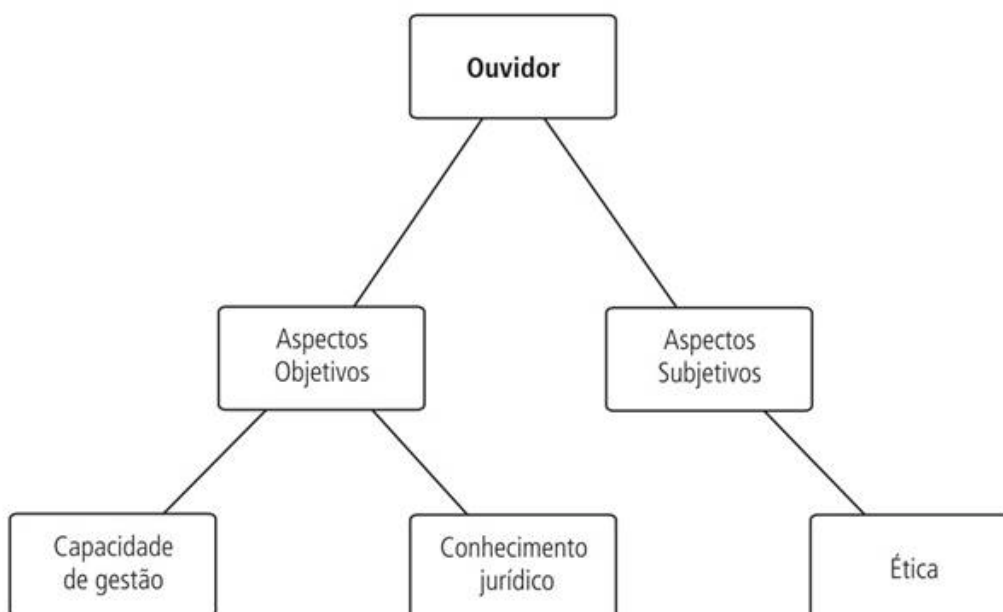 Ouvidor
Aspectos
Objetivos
Aspectos
Subjetivos
Capacidade
de gestão
Conhecimento
jurídico
Ética